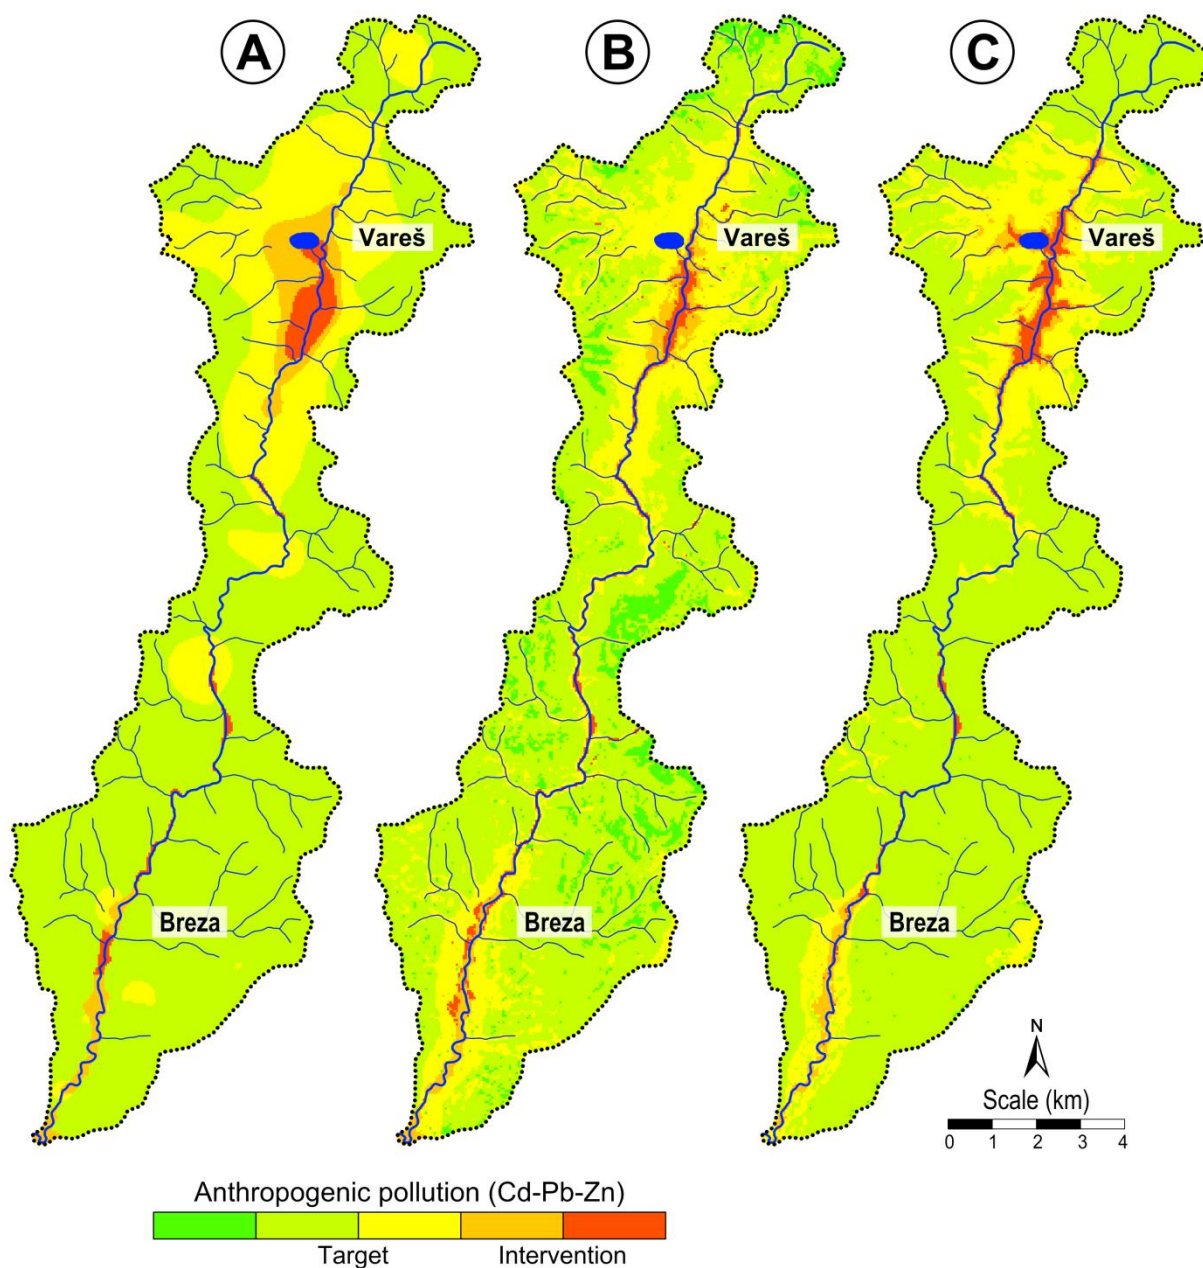 A
B
C
Vareš
Vareš
Vareš
Breza
Breza
Breza
N
Scale (km)
0 1 2 3 4
Anthropogenic pollution (Cd-Pb-Zn)
Target
Intervention